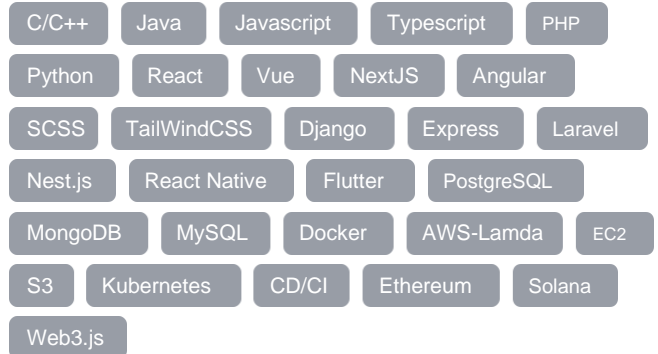 C/C++ Java Javascript Typescript PHP
Python React Vue NextJS Angular
SCSS TailWindCSS Django Express Laravel
Nest.js React Native Flutter PostgreSQL
MongoDB MySQL Docker AWS-Lamda EC2
S3 Kubernetes CD/CI Ethereum Solana
Web3.js